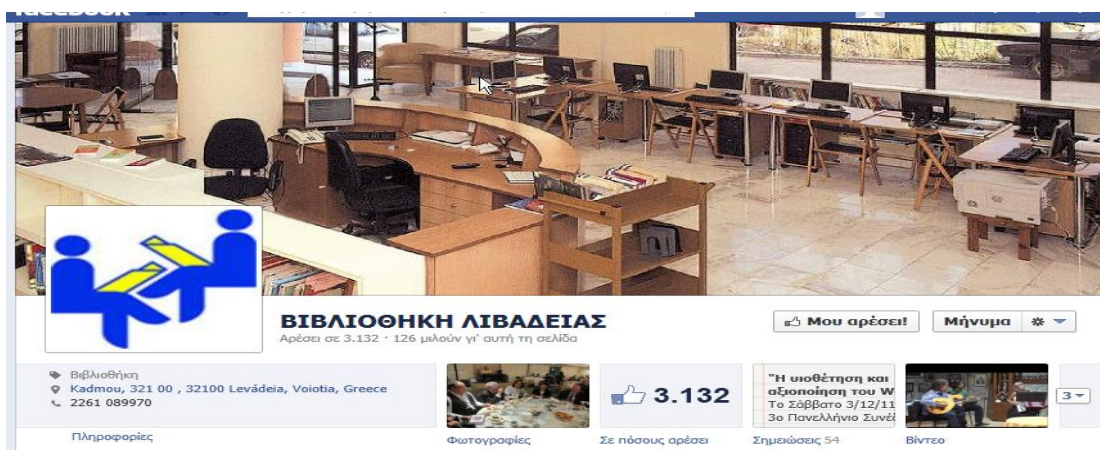 facebook
ΒΙΒΛΙΟΘΗΚΗ ΛΙΒΑΔΕΙΑΣ
Αρέσει σε 3.132 · 126 μιλούν γι' αυτή τη σελίδα
Μου αρέσει!
Μήνυμα
Βιβλιοθήκη
Kadmou, 321 00 , 32100 Levádeia, Voiotia, Greece
2261 089970
Πληροφορίες
Φωτογραφίες
3.132
Σε πόσους αρέσει
"Η υιοθέτηση και
αξιοποίηση του W
Το Σάββατο 3/12/11
3ο Πανελλήνιο Συνέ
Σημειώσεις 54
Βίντεο
3